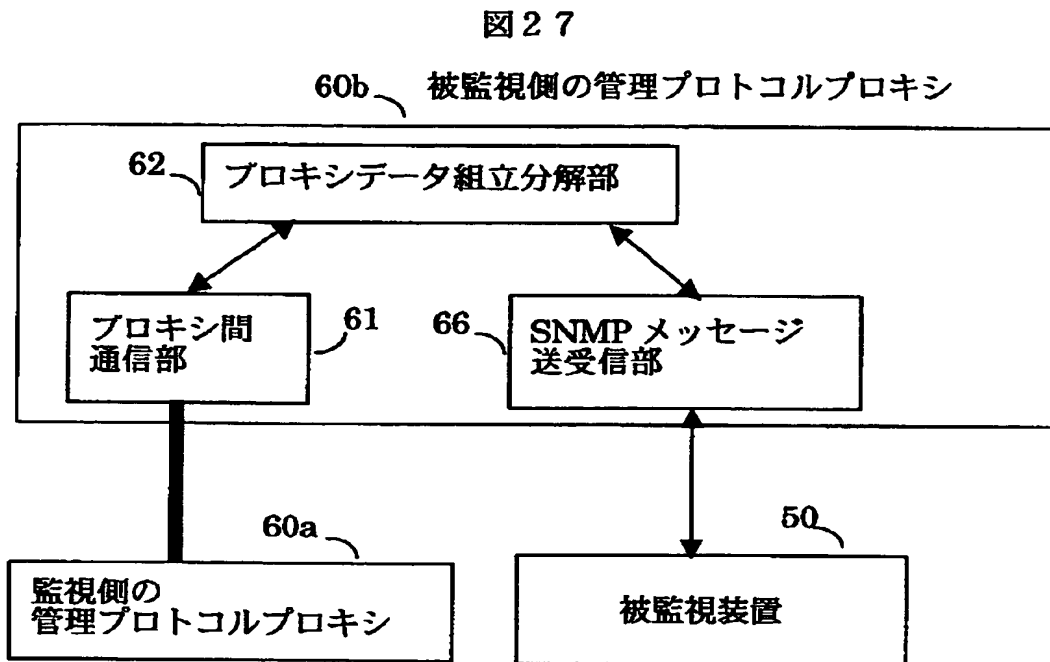 図２７
60b 被監視側の管理プロトコルプロキシ
62
プロキシデータ組立分解部
プロキシ間
通信部
61
66
SNMP メッセージ
送受信部
60a
監視側の
管理プロトコルプロキシ
50
被監視装置